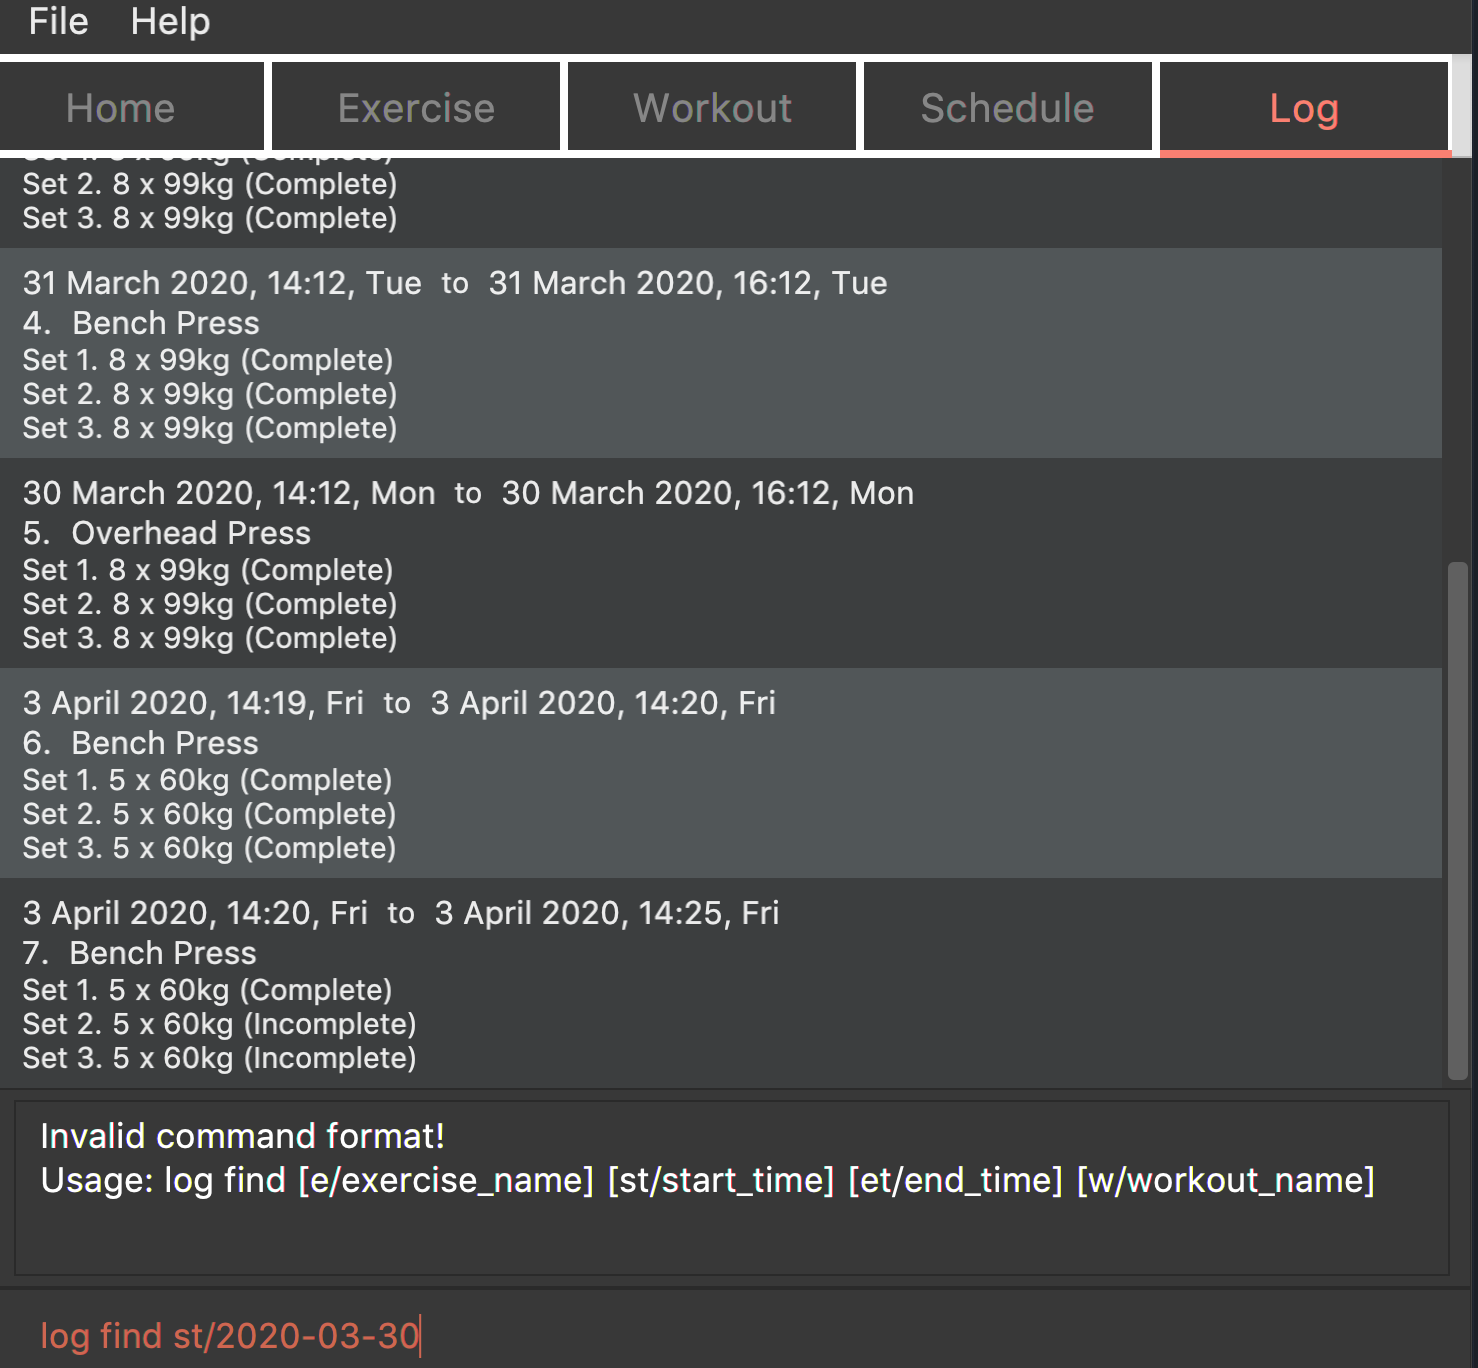 File Help
Home Exercise Workout Schedule Log
Set 2. 8 x 99kg (Complete)
Set 3. 8 x 99kg (Complete)
31 March 2020, 14:12, Tue to 31 March 2020, 16:12, Tue
4. Bench Press
Set 1. 8 x 99kg (Complete)
Set 2. 8 x 99kg (Complete)
Set 3. 8 x 99kg (Complete)
30 March 2020, 14:12, Mon to 30 March 2020, 16:12, Mon
5. Overhead Press
Set 1. 8 x 99kg (Complete)
Set 2. 8 x 99kg (Complete)
Set 3. 8 x 99kg (Complete)
3 April 2020, 14:19, Fri to 3 April 2020, 14:20, Fri
6. Bench Press
Set 1. 5 x 60kg (Complete)
Set 2. 5 x 60kg (Complete)
Set 3. 5 x 60kg (Complete)
3 April 2020, 14:20, Fri to 3 April 2020, 14:25, Fri
7. Bench Press
Set 1. 5 x 60kg (Complete)
Set 2. 5 x 60kg (Incomplete)
Set 3. 5 x 60kg (Incomplete)
Invalid command format!
Usage: log find [e/exercise_name] [st/start_time] [et/end_time] [w/workout_name]
log find st/2020-03-30